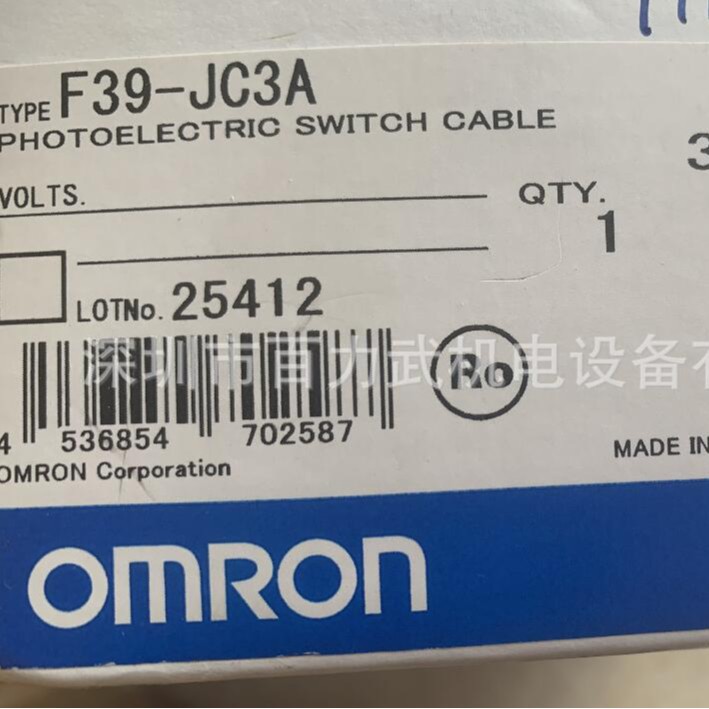 TYPE F39-JC3A
PHOTOELECTRIC SWITCH CABLE
3
VOLTS.
QTY.
1
LOTNo. 25412
深圳市百力武机电设备有
Ro
4 536854 702587
OMRON Corporation
MADE IN
OMRON